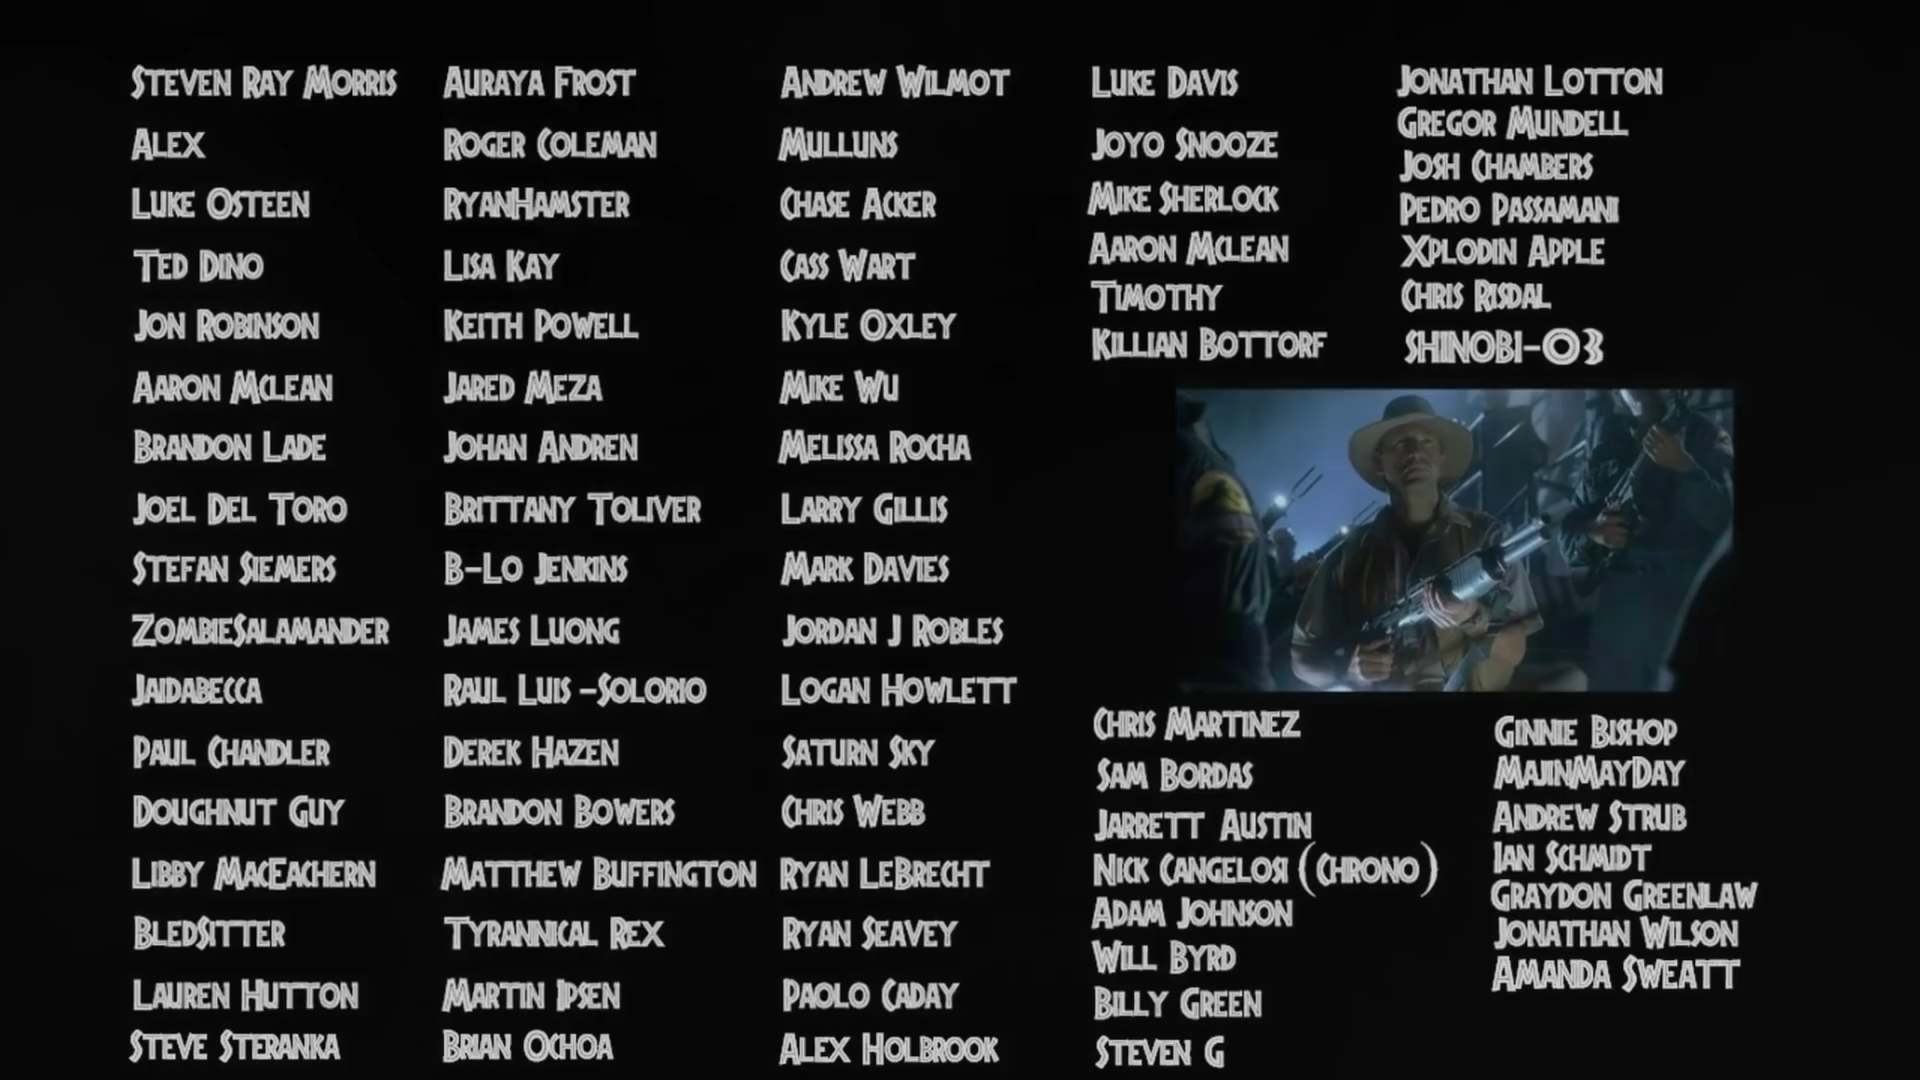 Steven Ray Morris
Alex
Luke Osteen
Ted Dino
Jon Robinson
Aaron McLean
Brandon Lade
Joel Del Toro
Stefan Siemers
ZombieSalamander
Jaidabecca
Paul Chandler
Doughnut Guy
Libby MacEachern
BledSitter
Lauren Hutton
Steve Steranka
Auraya Frost
Roger Coleman
RyanHamster
Lisa Kay
Keith Powell
Jared Meza
Johan Andren
Brittany Toliver
B-Lo Jenkins
James Luong
Raul Luis -Solorio
Derek Hazen
Brandon Bowers
Matthew Buffington
Tyrannical Rex
Martin Ipsen
Brian Ochoa
Andrew Wilmot
Mulluns
Chase Acker
Cass Wart
Kyle Oxley
Mike Wu
Melissa Rocha
Larry Gillis
Mark Davies
Jordan J Robles
Logan Howlett
Saturn Sky
Chris Webb
Ryan LeBrecht
Ryan Seavey
Paolo Caday
Alex Holbrook
Luke Davis
Joyo Snooze
Mike Sherlock
Aaron McLean
Timothy
Killian Bottorf
Jonathan Lotton
Gregor Mundell
Josh Chambers
Pedro Passamani
Xplodin Apple
Chris Risdal
SHINOBI-03
Chris Martinez
Sam Bordas
Jarrett Austin
Nick Cangelosi (Chrono)
Adam Johnson
Will Byrd
Billy Green
Steven G
Ginnie Bishop
MajinMayDay
Andrew Strub
Ian Schmidt
Graydon Greenlaw
Jonathan Wilson
Amanda Sweatt